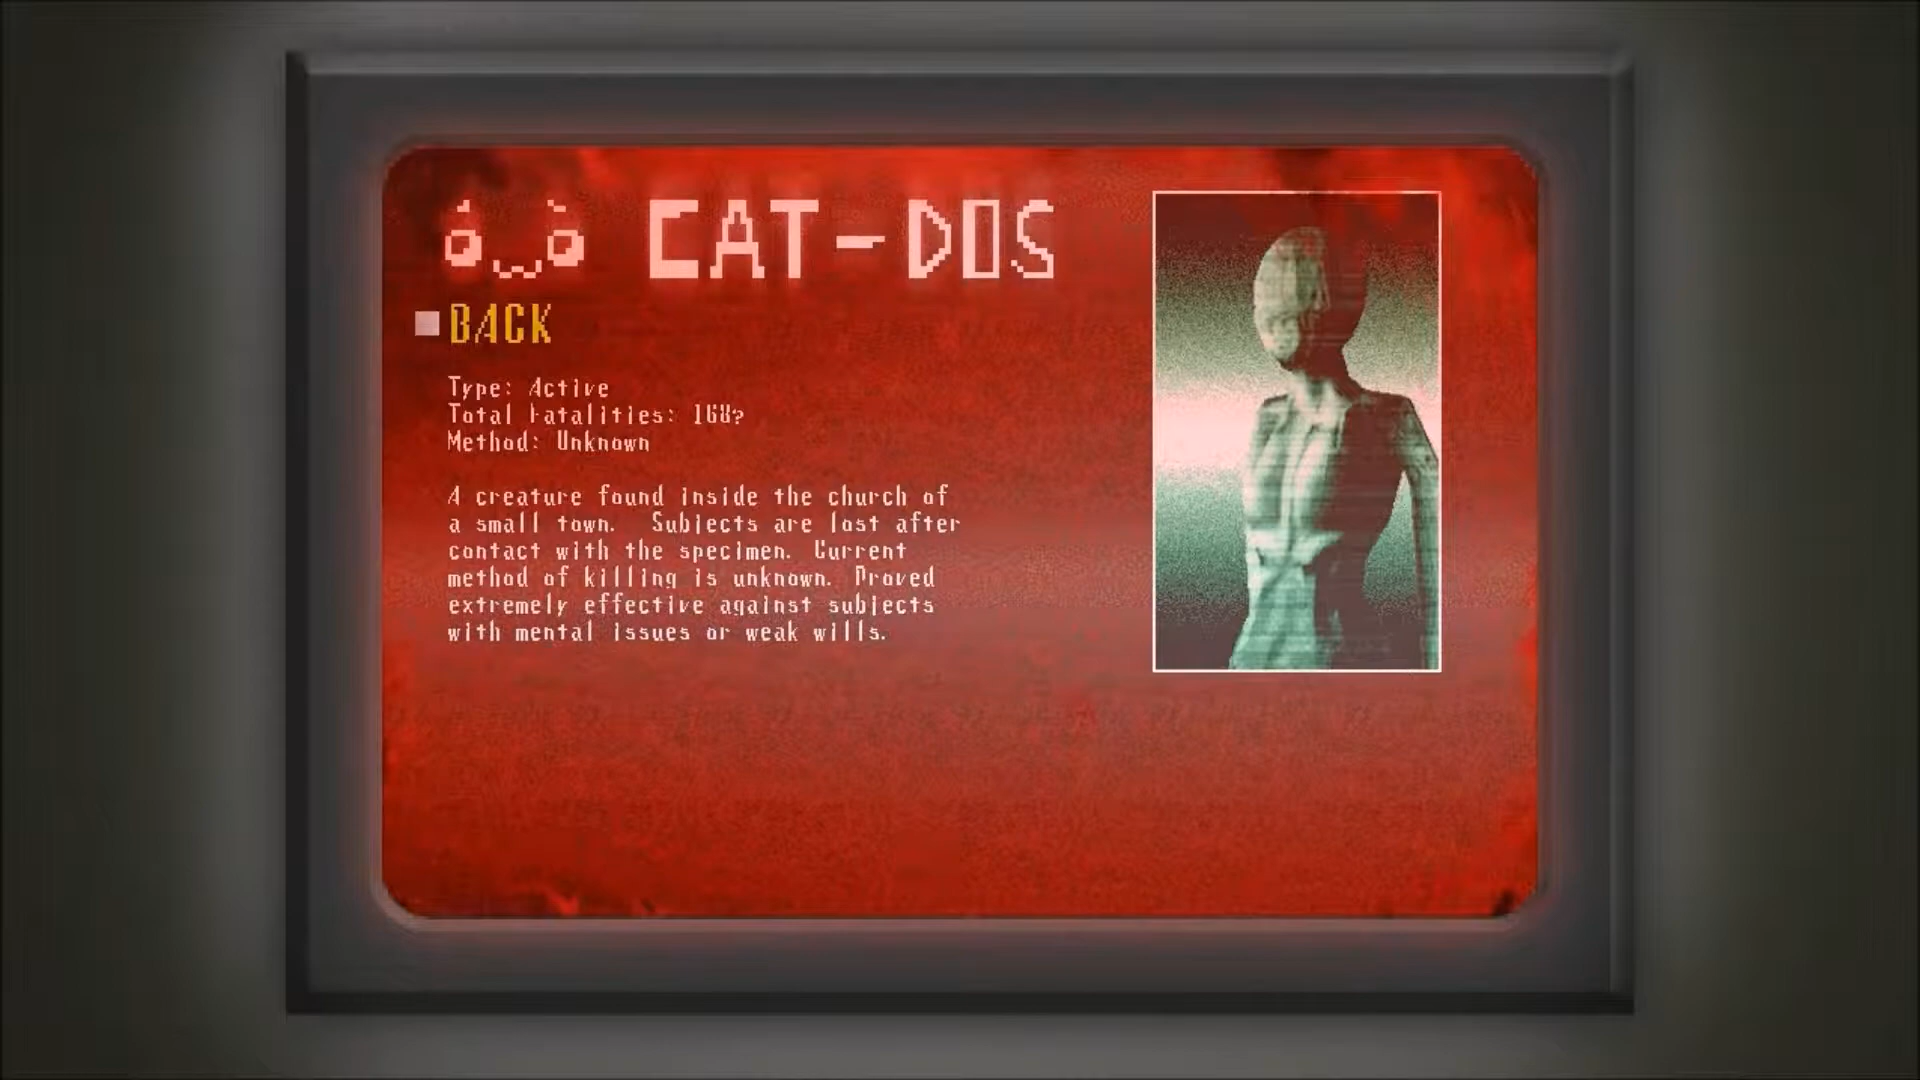 CAT-DOS
BACK
Type: Active
Total Fatalities: 168?
Method: Unknown
A creature found inside the church of
a small town. Subjects are lost after
contact with the specimen. Current
method of killing is unknown. Proved
extremely effective against subjects
with mental issues or weak wills.